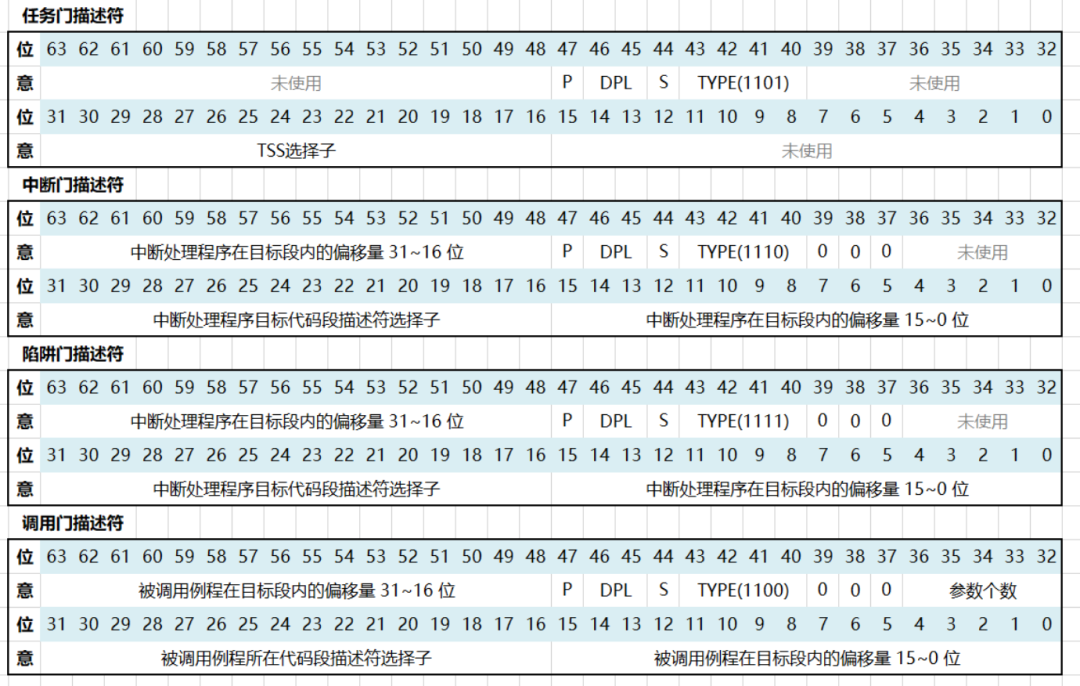 任务门描述符
位 63 62 61 60 59 58 57 56 55 54 53 52 51 50 49 48 47 46 45 44 43 42 41 40 39 38 37 36 35 34 33 32
意 未使用 P DPL S TYPE(1101) 未使用
位 31 30 29 28 27 26 25 24 23 22 21 20 19 18 17 16 15 14 13 12 11 10 9 8 7 6 5 4 3 2 1 0
意 TSS选择子 未使用
中断门描述符
位 63 62 61 60 59 58 57 56 55 54 53 52 51 50 49 48 47 46 45 44 43 42 41 40 39 38 37 36 35 34 33 32
意 中断处理程序在目标段内的偏移量 31~16 位 P DPL S TYPE(1110) 0 0 0 未使用
位 31 30 29 28 27 26 25 24 23 22 21 20 19 18 17 16 15 14 13 12 11 10 9 8 7 6 5 4 3 2 1 0
意 中断处理程序目标代码段描述符选择子 中断处理程序在目标段内的偏移量 15~0 位
陷阱门描述符
位 63 62 61 60 59 58 57 56 55 54 53 52 51 50 49 48 47 46 45 44 43 42 41 40 39 38 37 36 35 34 33 32
意 中断处理程序在目标段内的偏移量 31~16 位 P DPL S TYPE(1111) 0 0 0 未使用
位 31 30 29 28 27 26 25 24 23 22 21 20 19 18 17 16 15 14 13 12 11 10 9 8 7 6 5 4 3 2 1 0
意 中断处理程序目标代码段描述符选择子 中断处理程序在目标段内的偏移量 15~0 位
调用门描述符
位 63 62 61 60 59 58 57 56 55 54 53 52 51 50 49 48 47 46 45 44 43 42 41 40 39 38 37 36 35 34 33 32
意 被调用例程在目标段内的偏移量 31~16 位 P DPL S TYPE(1100) 0 0 0 参数个数
位 31 30 29 28 27 26 25 24 23 22 21 20 19 18 17 16 15 14 13 12 11 10 9 8 7 6 5 4 3 2 1 0
意 被调用例程所在代码段描述符选择子 被调用例程在目标段内的偏移量 15~0 位